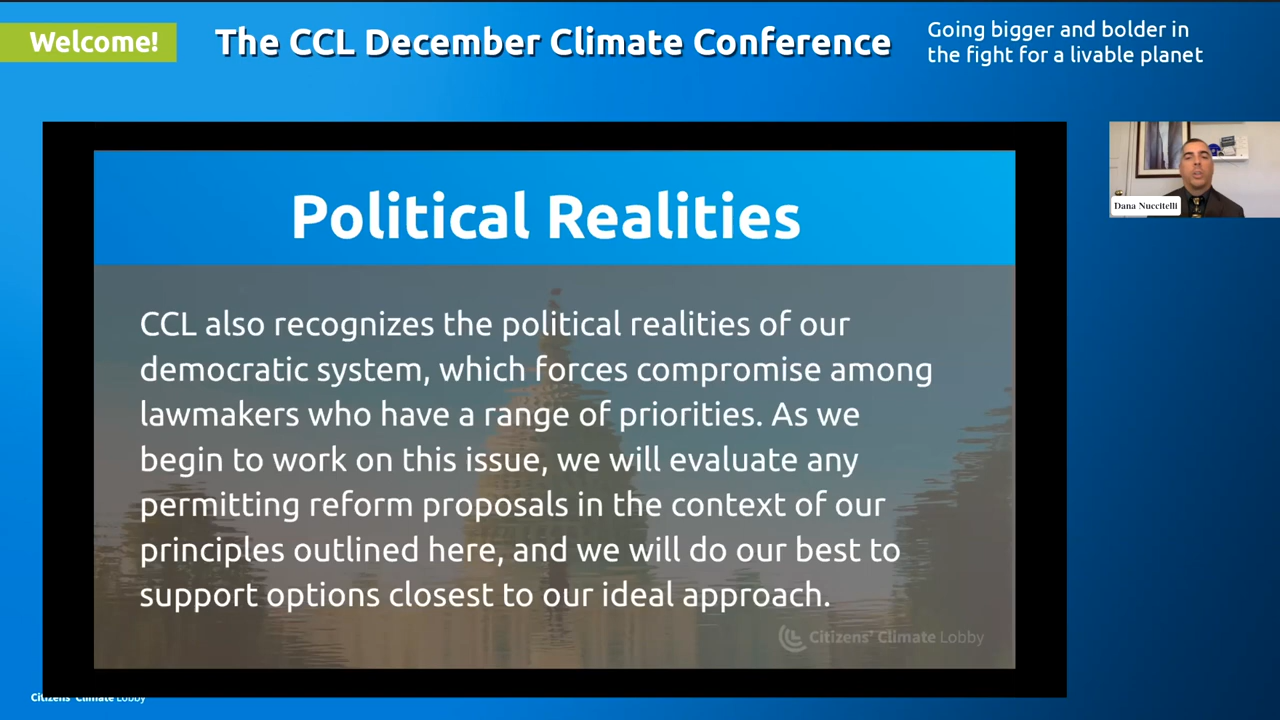 Welcome!
The CCL December Climate Conference
Going bigger and bolder in
the fight for a livable planet
Dana Nuccitelli
Political Realities
CCL also recognizes the political realities of our
democratic system, which forces compromise among
lawmakers who have a range of priorities. As we
begin to work on this issue, we will evaluate any
permitting reform proposals in the context of our
principles outlined here, and we will do our best to
support options closest to our ideal approach.
Citizens' Climate Lobby
Citizens' Climate Lobby